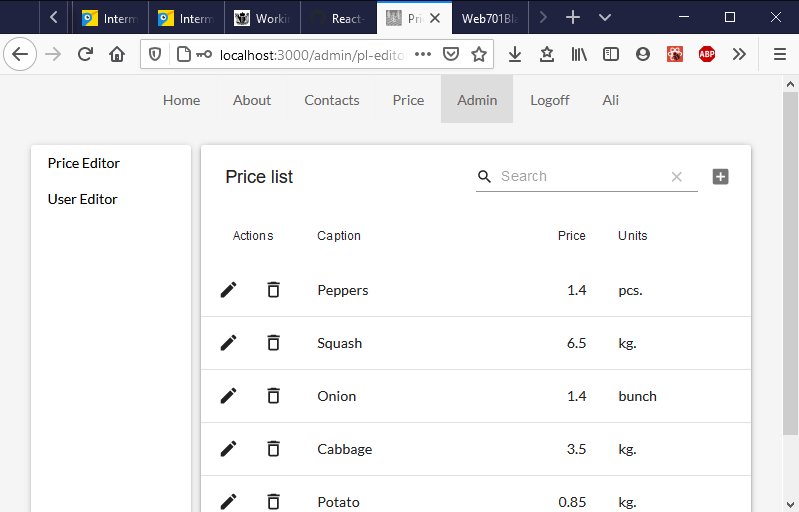 Interm
Interm
Workin
React-
Pri
Web701Bla
localhost:3000/admin/pl-edito
ABP
Home
About
Contacts
Price
Admin
Logoff
Ali
Price Editor
User Editor
Price list
Search
Actions Caption Price Units
Peppers 1.4 pcs.
Squash 6.5 kg.
Onion 1.4 bunch
Cabbage 3.5 kg.
Potato 0.85 kg.